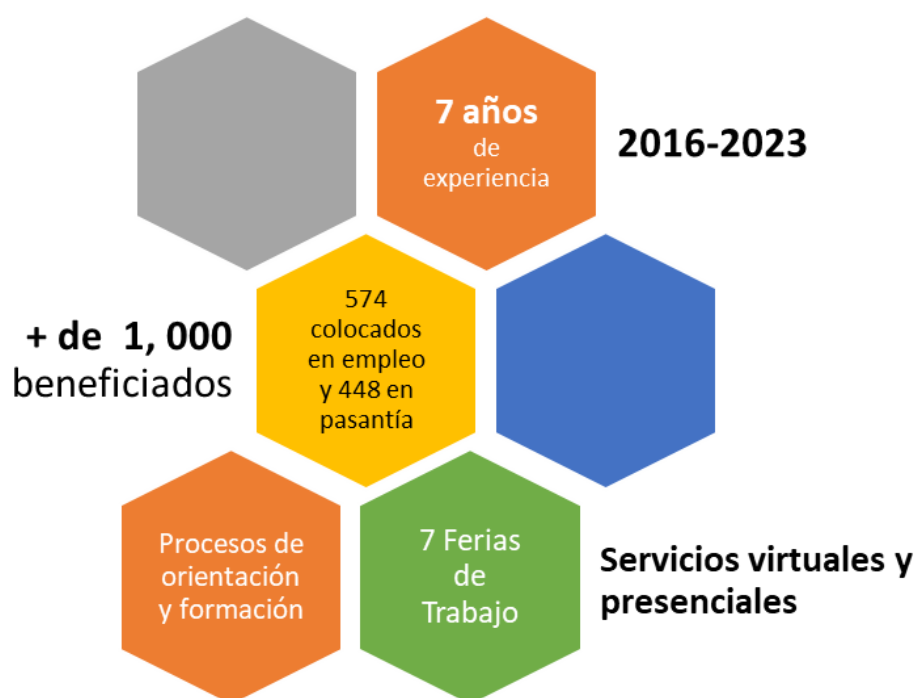 7 años
de
experiencia
2016-2023
+ de 1, 000
beneficiados
574
colocados
en empleo
y 448 en
pasantía
Procesos de
orientación
y formación
7 Ferias
de
Trabajo
Servicios virtuales y
presenciales